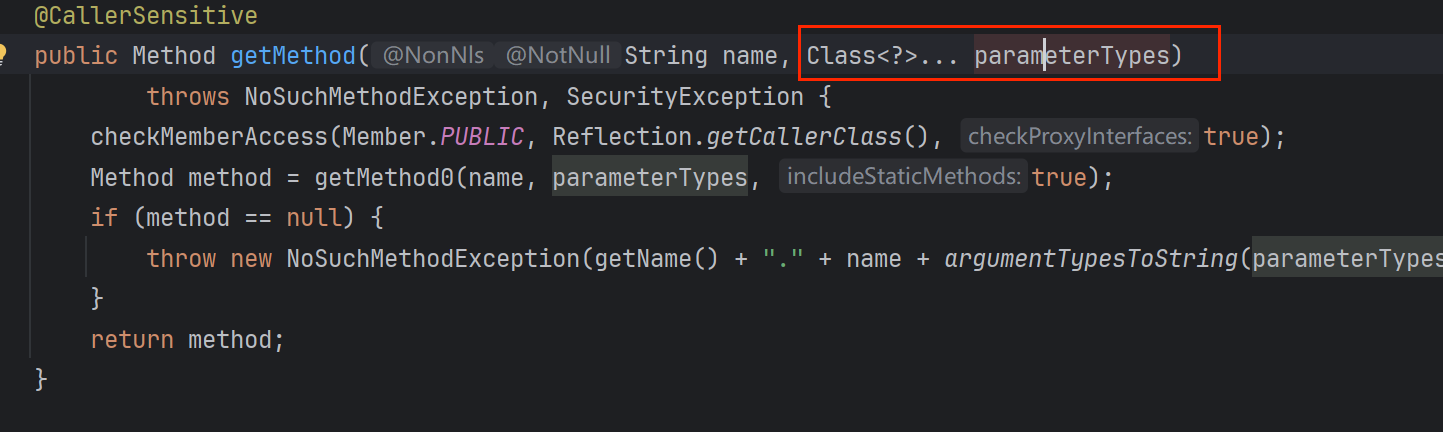 @CallerSensitive
public Method getMethod( @NonNls @NotNull String name, Class<?>... parameterTypes)
throws NoSuchMethodException, SecurityException {
checkMemberAccess(Member.PUBLIC, Reflection.getCallerClass(), checkProxyInterfaces: true);
Method method = getMethod0(name, parameterTypes, includeStaticMethods: true);
if (method == null) {
throw new NoSuchMethodException(getName() + "." + name + argumentTypesToString(parameterTypes
}
return method;
}